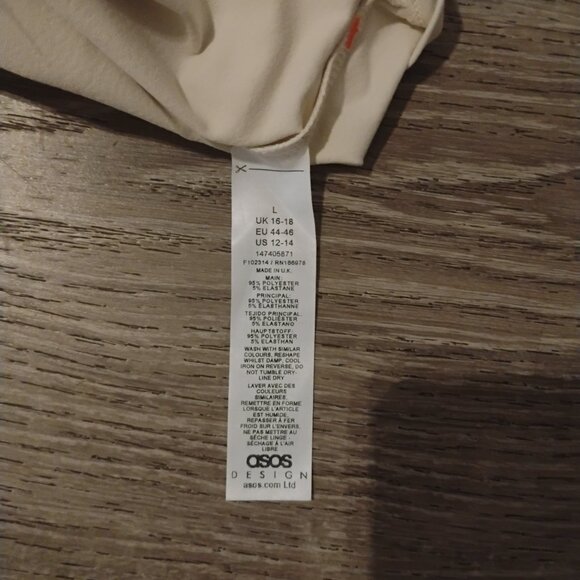 L
UK 16-18
EU 44-46
US 12-14
147405871
F102314 / RN186978
MADE IN U.K.
MAIN:
95% POLYESTER
5% ELASTANE
PRINCIPAL:
95% POLYESTER
5% ELASTHANNE
TEJIDO PRINCIPAL:
95% POLIÉSTER
5% ELASTANO
HAUPTSTOFF:
95% POLYESTER
5% ELASTHAN
WASH WITH SIMILAR
COLOURS, RESHAPE
WHILST DAMP, COOL
IRON ON REVERSE, DO
NOT TUMBLE DRY-
LINE DRY
LAVER AVEC DES
COULEURS
SIMILAIRES,
REMETTRE EN FORME
LORSQUE L'ARTICLE
EST HUMIDE,
REPASSER À FER
FROID SUR L'ENVERS,
NE PAS METTRE AU
SÈCHE LINGE -
SÉCHAGE À L'AIR
LIBRE
asos
DESIGN
asos.com Ltd